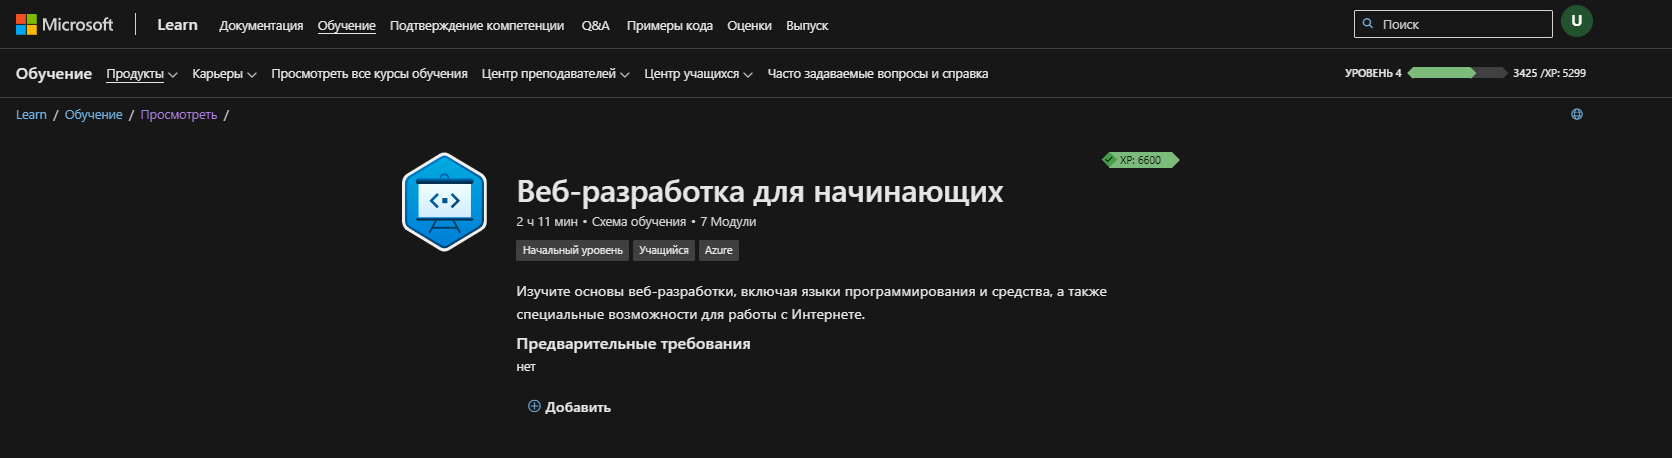 Microsoft Learn Документация Обучение Подтверждение компетенции Q&A Примеры кода Оценки Выпуск Поиск U
Обучение Продукты Карьеры Просмотреть все курсы обучения Центр преподавателей Центр учащихся Часто задаваемые вопросы и справка УРОВЕНЬ 4 3425 /XP: 5299
Learn / Обучение / Просмотреть /
XP: 6600
Веб-разработка для начинающих
2 ч 11 мин • Схема обучения • 7 Модули
Начальный уровень Учащийся Azure
Изучите основы веб-разработки, включая языки программирования и средства, а также
специальные возможности для работы с Интернете.
Предварительные требования
нет
Добавить